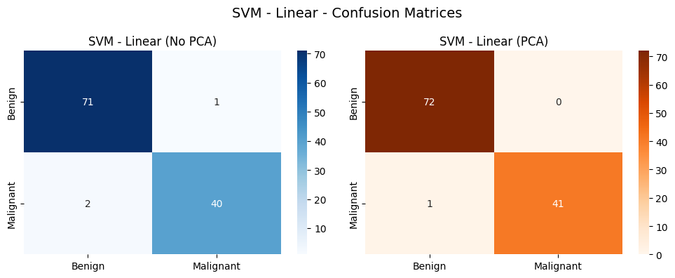 SVM - Linear - Confusion Matrices
SVM - Linear (No PCA)
Benign
Malignant
71
1
2
40
Benign
Malignant
70
60
50
40
30
20
10
SVM - Linear (PCA)
Benign
Malignant
72
0
1
41
Benign
Malignant
70
60
50
40
30
20
10
0